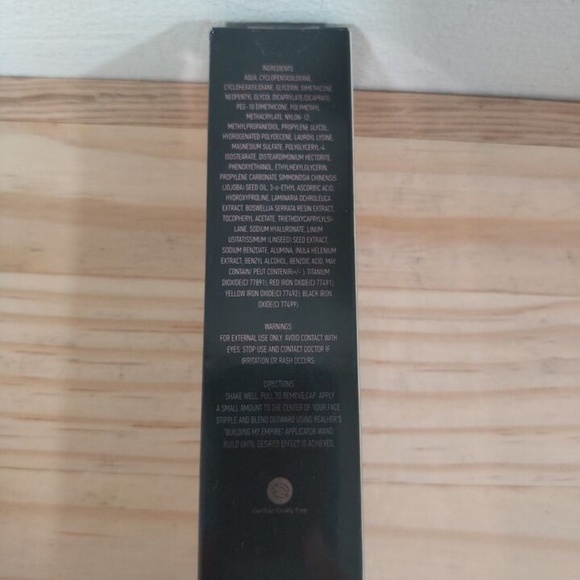 INGREDIENTS
AQUA, CYCLOPENTASILOXANE,
CYCLOHEXASILOXANE, GLYCERIN, DIMETHICONE,
NEOPENTYL GLYCOL DICAPRYLATE/DICAPRATE,
PEG-10 DIMETHICONE, POLYMETHYL
METHACRYLATE, NYLON-12,
METHYLPROPANEDIOL, PROPYLENE GLYCOL,
HYDROGENATED POLYDECENE, LAUROYL LYSINE,
MAGNESIUM SULFATE, POLYGLYCERYL-4
ISOSTEARATE, DISTEARDIMONIUM HECTORITE,
PHENOXYETHANOL, ETHYLHEXYLGLYCERIN,
PROPYLENE CARBONATE SIMMONDSIA CHINENSIS
(JOJOBA) SEED OIL, 3-o-ETHYL ASCORBIC ACID,
HYDROXYPROLINE, LAMINARIA OCHROLEUCA
EXTRACT, BOSWELLIA SERRATA RESIN EXTRACT,
TOCOPHERYL ACETATE, TRIETHOXYCAPRYLYLSI-
LANE, SODIUM HYALURONATE, LINUM
USITATISSIMUM (LINSEED) SEED EXTRACT,
SODIUM BENZOATE, ALUMINA, INULA HELENIUM
EXTRACT, BENZYL ALCOHOL, BENZOIC ACID, MAY
CONTAIN/ PEUT CONTENIR(+/- ): TITANIUM
DIOXIDE(CI 77891), RED IRON OXIDE(CI 77491),
YELLOW IRON OXIDE(CI 77492), BLACK IRON
OXIDE(CI 77499)
WARNINGS
FOR EXTERNAL USE ONLY. AVOID CONTACT WITH
EYES. STOP USE AND CONTACT DOCTOR IF
IRRITATION OR RASH OCCURS.
DIRECTIONS
SHAKE WELL. PULL TO REMOVE CAP. APPLY
A SMALL AMOUNT TO THE CENTER OF YOUR FACE.
STIPPLE AND BLEND OUTWARD USING REALHER'S
"BUILDING MY EMPIRE" APPLICATOR WAND.
BUILD UNTIL DESIRED EFFECT IS ACHIEVED.
Certified Cruelty Free